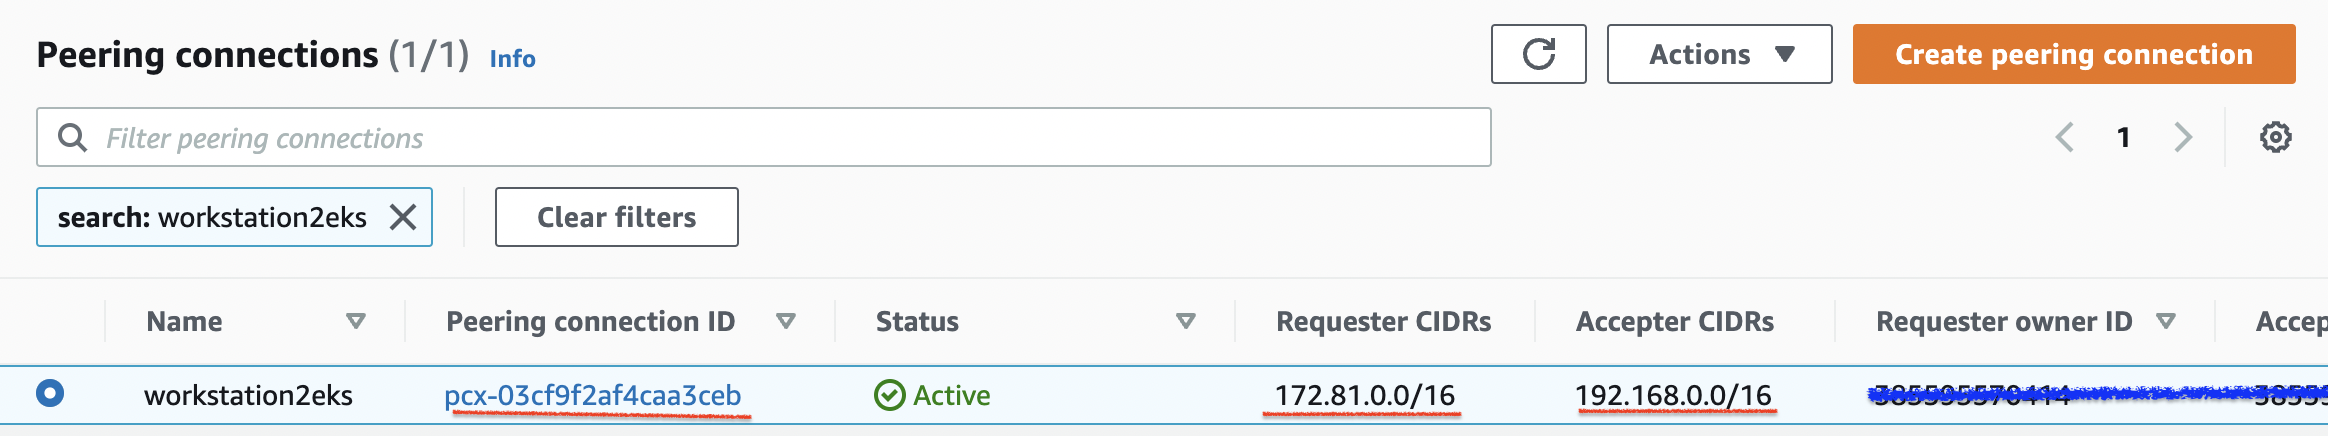 Peering connections (1/1) Info
Actions
Create peering connection
Filter peering connections
1
search: workstation2eks
Clear filters
Name Peering connection ID Status Requester CIDRs Accepter CIDRs Requester owner ID Accep
workstation2eks pcx-03cf9f2af4caa3ceb Active 172.81.0.0/16 192.168.0.0/16